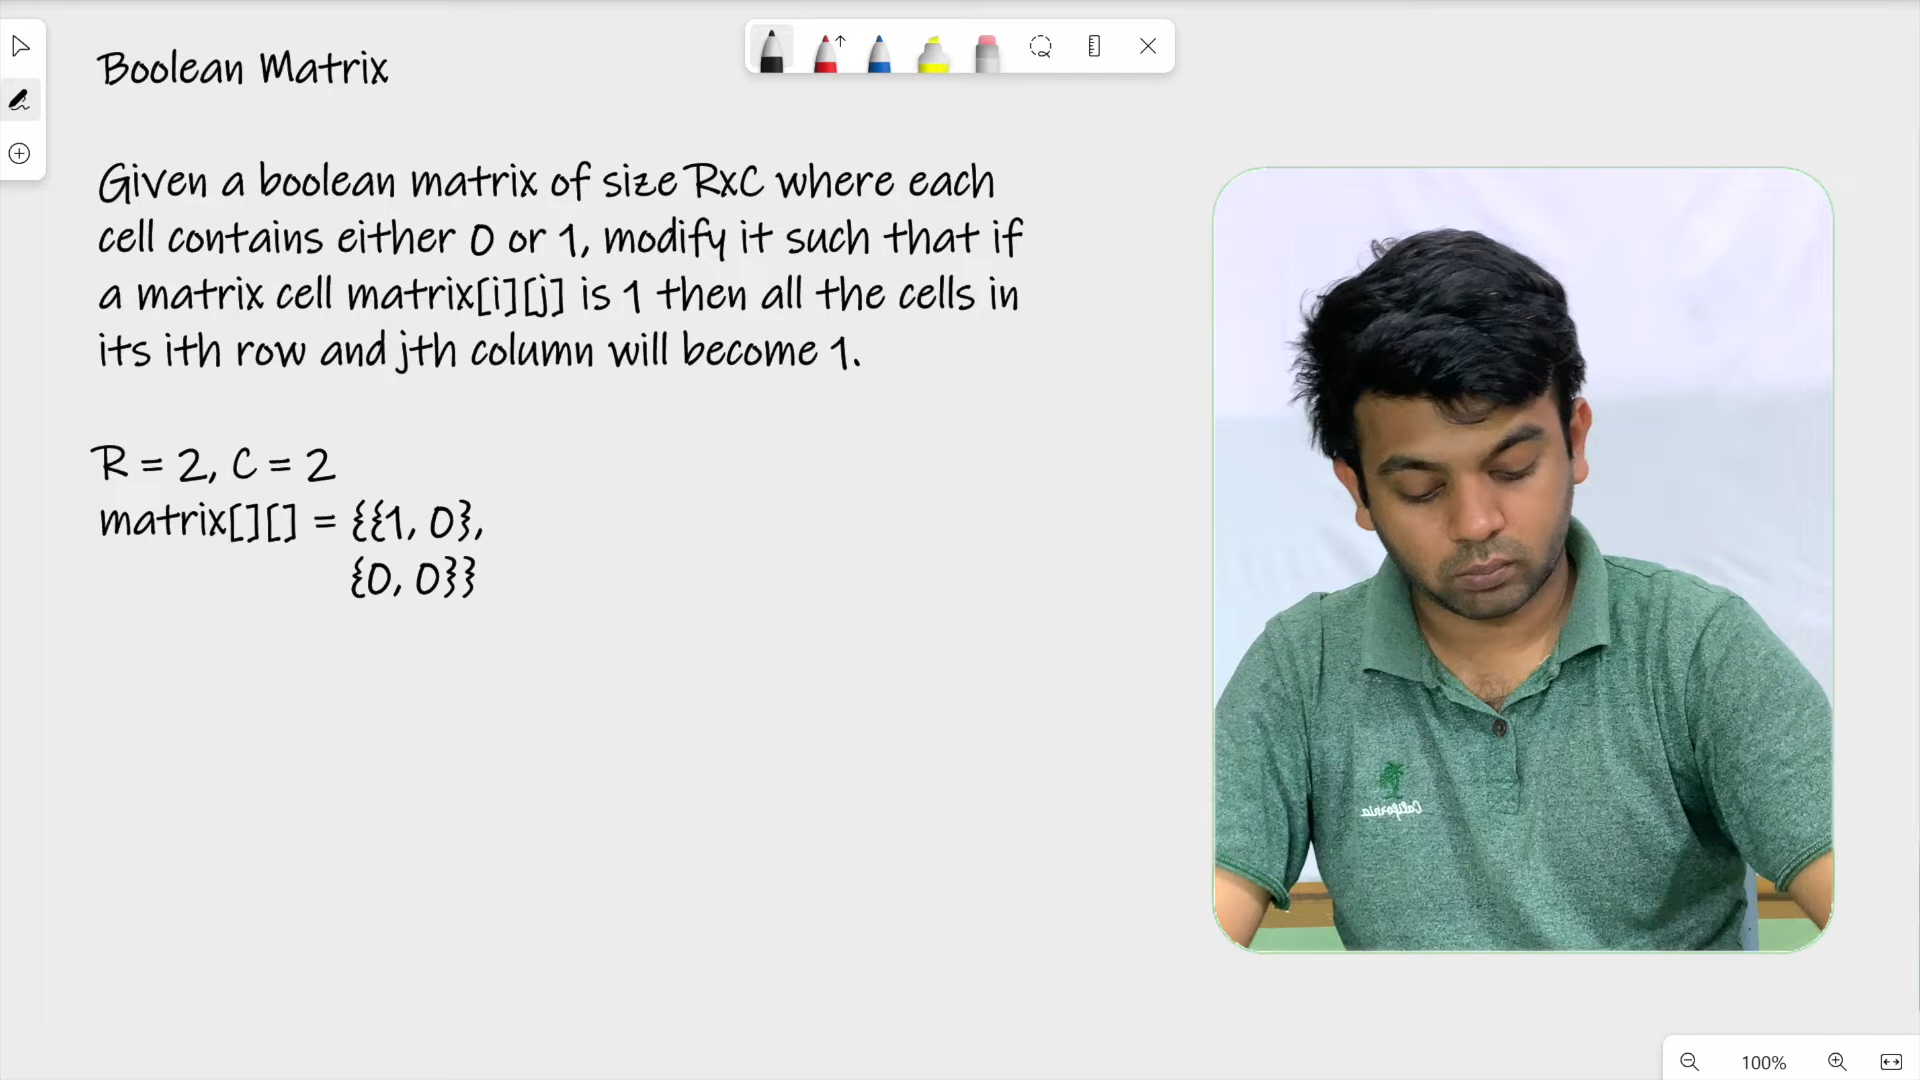 Boolean Matrix
Given a boolean matrix of size RxC where each
cell contains either 0 or 1, modify it such that if
a matrix cell matrix[i][j] is 1 then all the cells in
its ith row and jth column will become 1.
R = 2, C = 2
matrix[][] = {{1, 0},
{0, 0}}
California
100%